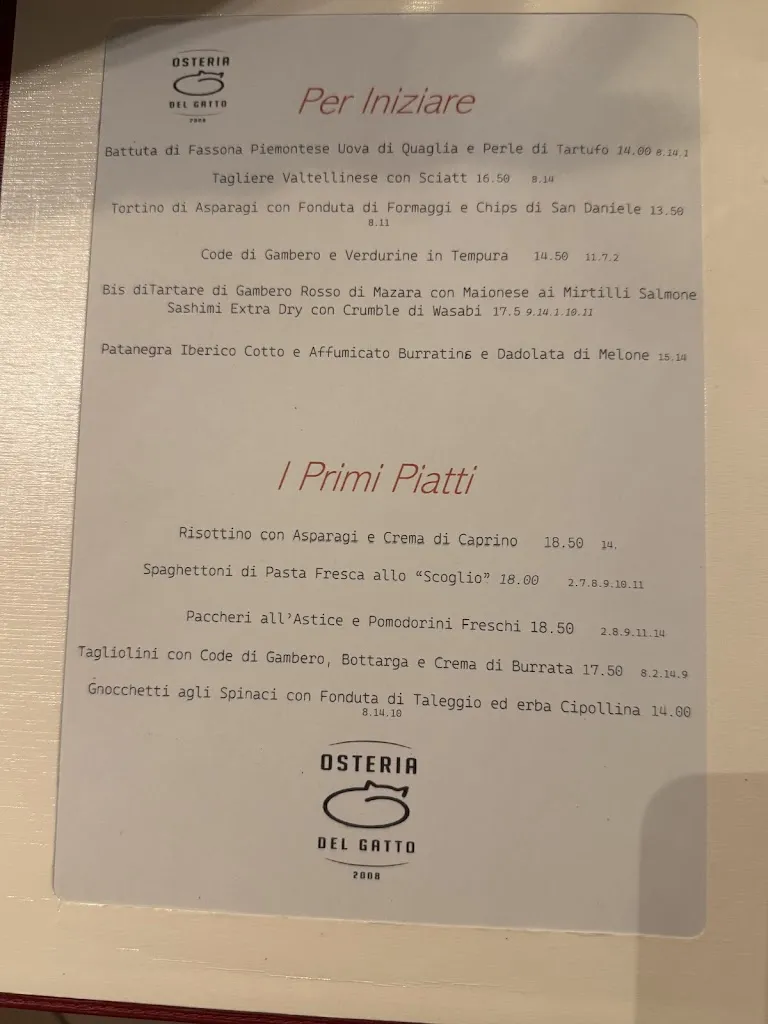 OSTERIA
DEL GATTO
2008
Per Iniziare
Battuta di Fassona Piemontese Uova di Quaglia e Perle di Tartufo 14.00 8.14.1
Tagliere Valtellinese con Sciatt 16.50 8.14
Tortino di Asparagi con Fonduta di Formaggi e Chips di San Daniele 13.50
8.11
Code di Gambero e Verdurine in Tempura 14.50 11.7.2
Bis diTartare di Gambero Rosso di Mazara con Maionese ai Mirtilli Salmone
Sashimi Extra Dry con Crumble di Wasabi 17.5 9.14.1.10.11
Patanegra Iberico Cotto e Affumicato Burratina e Dadolata di Melone 15.14
I Primi Piatti
Risottino con Asparagi e Crema di Caprino 18.50 14.
Spaghettoni di Pasta Fresca allo “Scoglio” 18.00 2.7.8.9.10.11
Paccheri all’Astice e Pomodorini Freschi 18.50 2.8.9.11.14
Tagliolini con Code di Gambero, Bottarga e Crema di Burrata 17.50 8.2.14.9
Gnocchetti agli Spinaci con Fonduta di Taleggio ed erba Cipollina 14.00
8.14.10
OSTERIA
DEL GATTO
2008